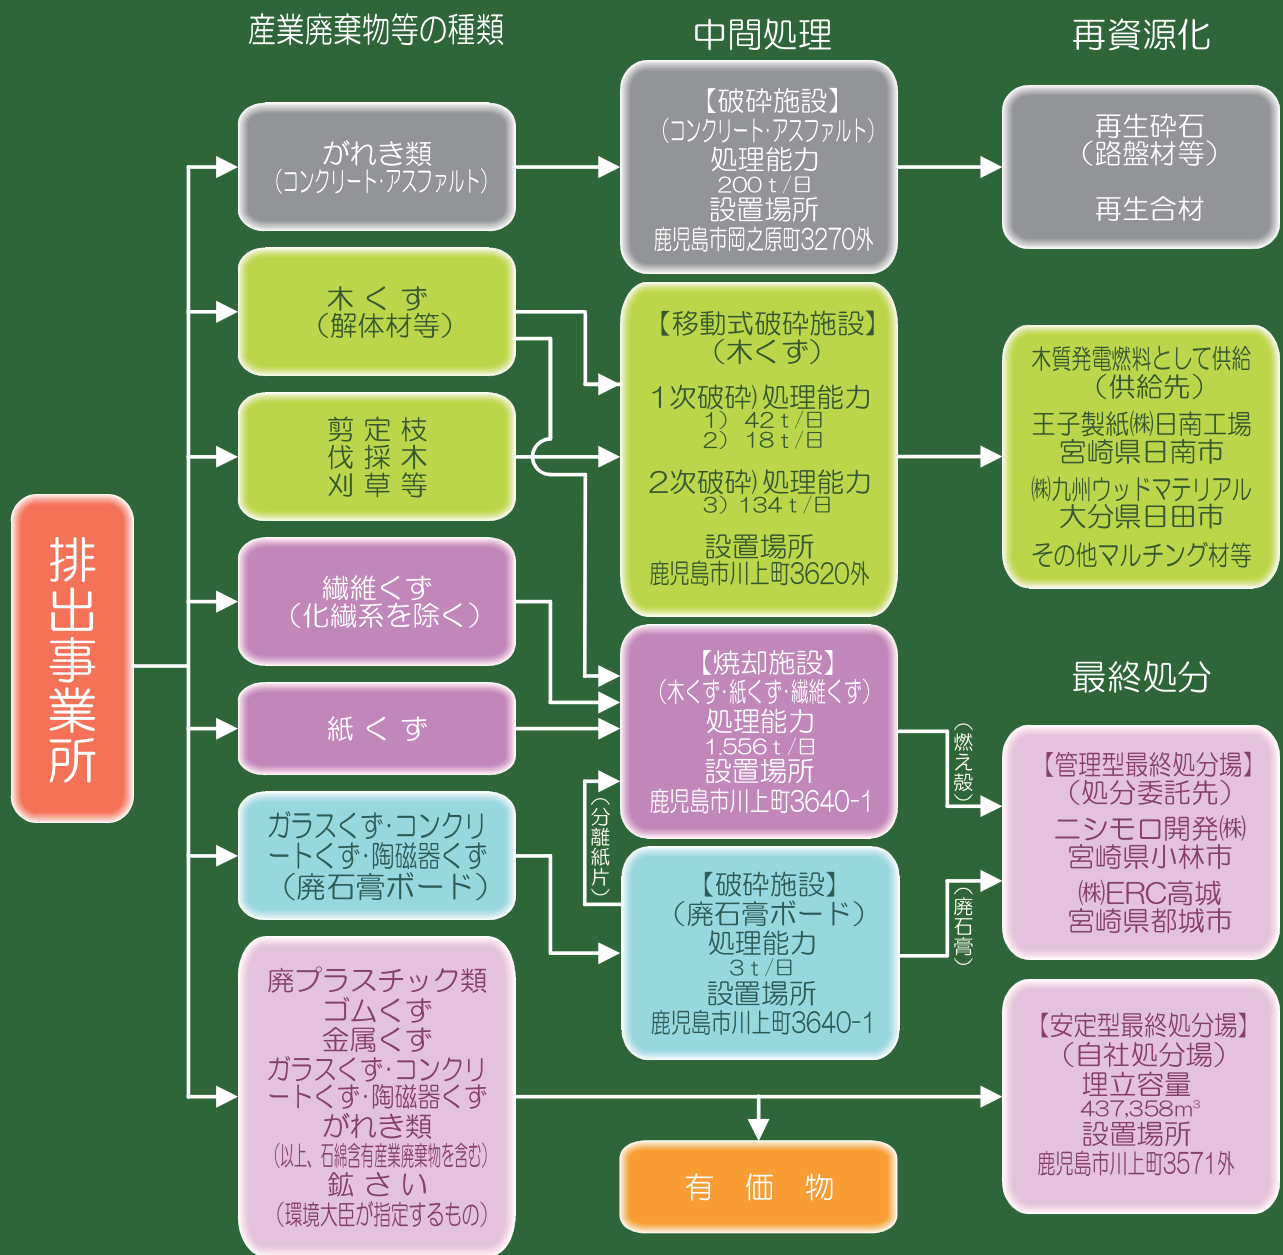 産業廃棄物等の種類
中間処理
再資源化
排出事業所
がれき類
(コンクリート・アスファルト)
木くず
(解体材等)
剪定枝
伐採木
刈草等
繊維くず
(化繊系を除く)
紙くず
ガラスくず・コンクリ
ートくず・陶磁器くず
(廃石膏ボード)
廃プラスチック類
ゴムくず
金属くず
ガラスくず・コンクリ
ートくず・陶磁器くず
がれき類
(以上、石綿含有産業廃棄物を含む)
鉱さい
(環境大臣が指定するもの)
【破砕施設】
(コンクリート・アスファルト)
処理能力
200t/日
設置場所
鹿児島市岡之原町3270外
【移動式破砕施設】
(木くず)
1次破砕)処理能力
1) 42t/日
2) 18t/日
2次破砕)処理能力
3)134t/日
設置場所
鹿児島市川上町3620外
【焼却施設】
(木くず・紙くず・繊維くず)
処理能力
1.556t/日
設置場所
鹿児島市川上町3640-1
(分離紙片)
【破砕施設】
(廃石膏ボード)
処理能力
3t/日
設置場所
鹿児島市川上町3640-1
有価物
再生砕石
(路盤材等)
再生合材
木質発電燃料として供給
(供給先)
王子製紙㈱日南工場
宮崎県日南市
㈱九州ウッドマテリアル
大分県日田市
その他マルチング材等
最終処分
(燃え殻)
(廃石膏)
【管理型最終処分場】
(処分委託先)
ニシモロ開発㈱
宮崎県小林市
㈱ERC高城
宮崎県都城市
【安定型最終処分場】
(自社処分場)
埋立容量
437,358m³
設置場所
鹿児島市川上町3571外